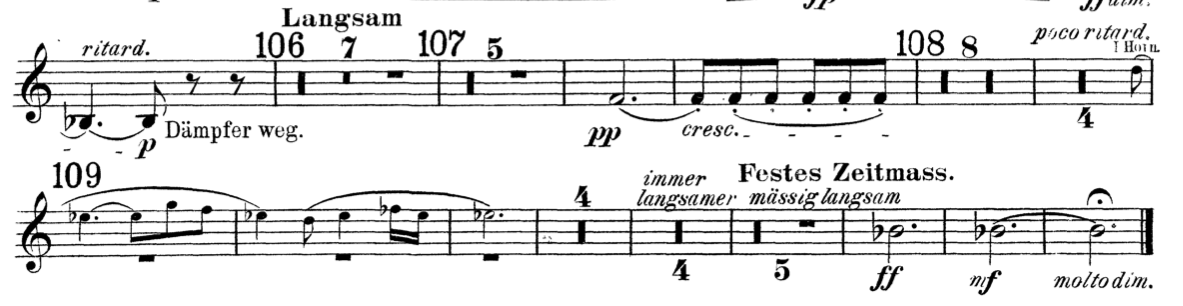 fp
ff dim.
Langsam
ritard. 106 7 107 5 108 8 poco ritard.
I Horn.
Dämpfer weg.
p pp cresc. 4
109
immer Festes Zeitmass.
4 langsamer mässig langsam
4 5 ff mf molto dim.